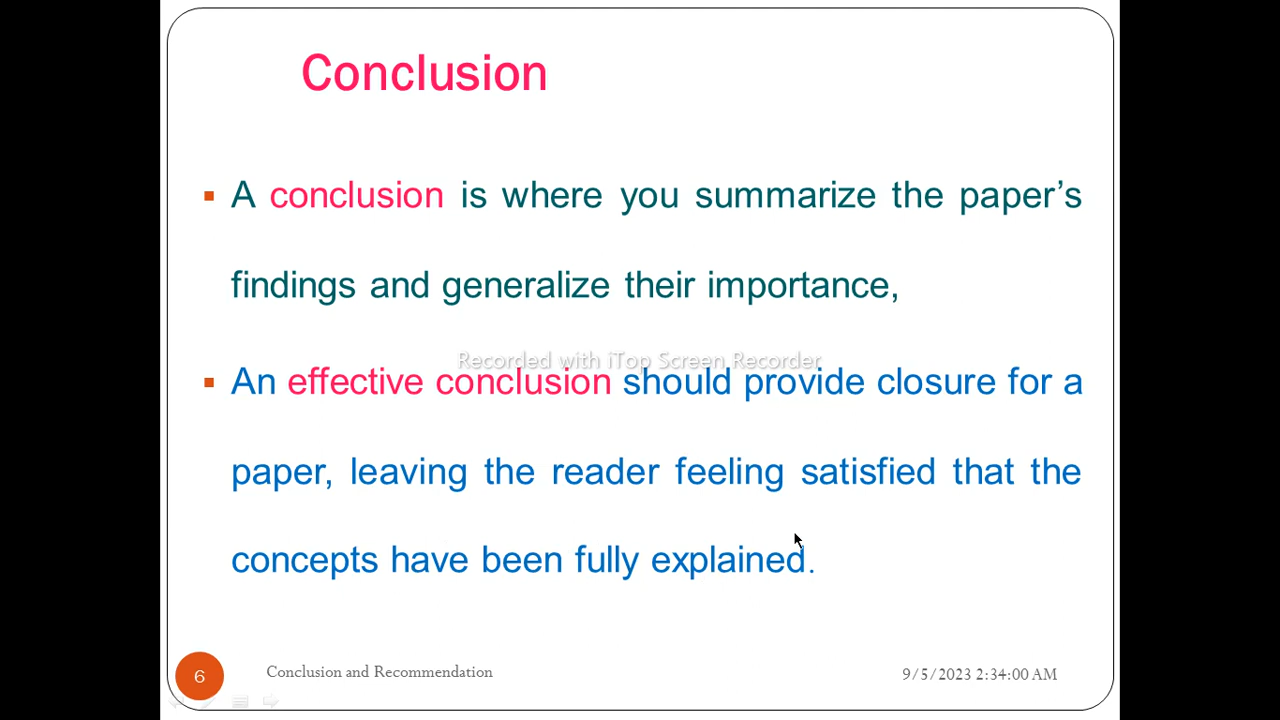 Conclusion
▪ A conclusion is where you summarize the paper’s
findings and generalize their importance,
Recorded with iTop Screen Recorder
▪ An effective conclusion should provide closure for a
paper, leaving the reader feeling satisfied that the
concepts have been fully explained.
6
Conclusion and Recommendation
9/5/2023 2:34:00 AM